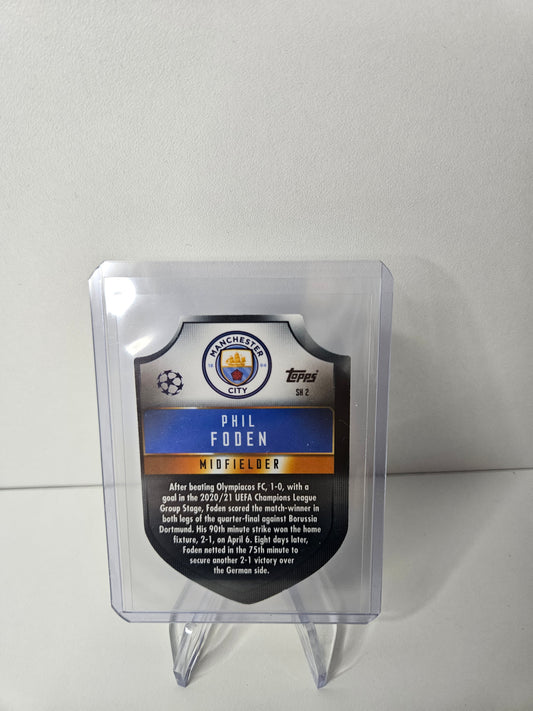 MANCHESTER
18 94
CITY
Topps
SH 2
PHIL
FODEN
MIDFIELDER
After beating Olympiacos FC, 1-0, with a
goal in the 2020/21 UEFA Champions League
Group Stage, Foden scored the match-winner in
both legs of the quarter-final against Borussia
Dortmund. His 90th minute strike won the home
fixture, 2-1, on April 6. Eight days later,
Foden netted in the 75th minute to
secure another 2-1 victory over
the German side.